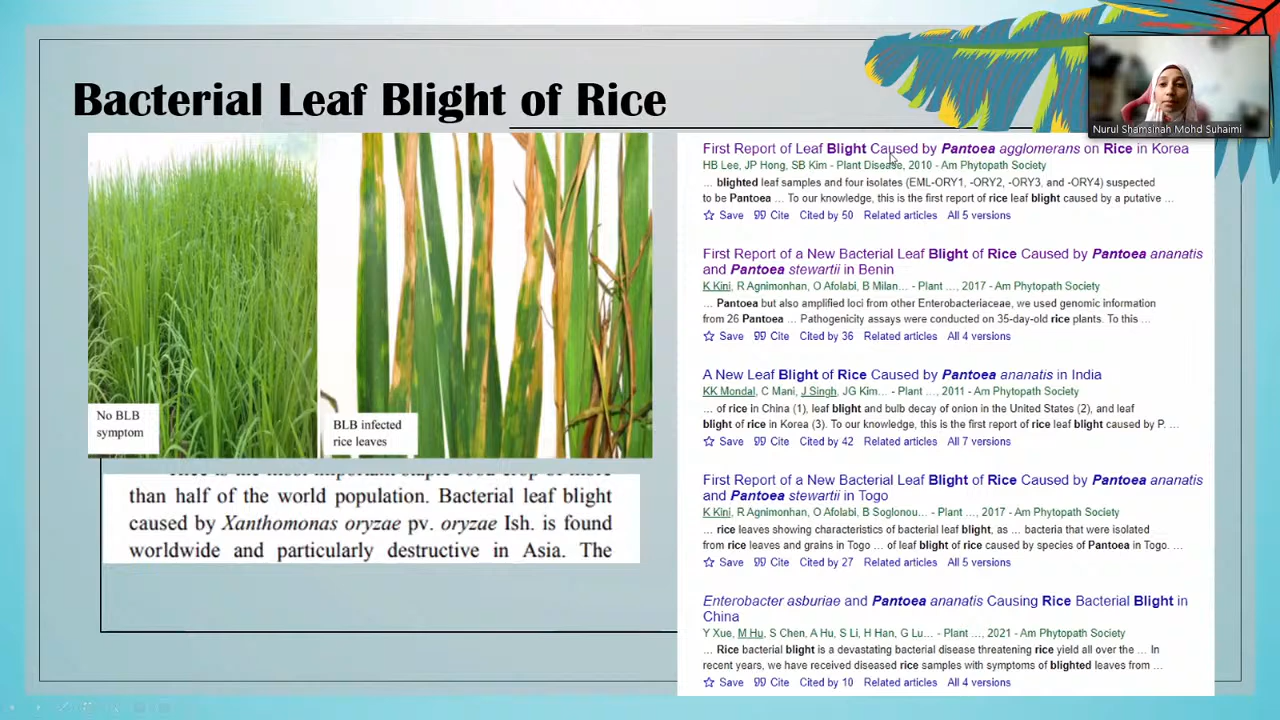 Bacterial Leaf Blight of Rice
Nurul Shamsinah Mohd Suhaimi
No BLB
symptom
BLB infected
rice leaves
than half of the world population. Bacterial leaf blight
caused by Xanthomonas oryzae pv. oryzae Ish. is found
worldwide and particularly destructive in Asia. The
First Report of Leaf Blight Caused by Pantoea agglomerans on Rice in Korea
HB Lee, JP Hong, SB Kim - Plant Disease, 2010 - Am Phytopath Society
... blighted leaf samples and four isolates (EML-ORY1, -ORY2, -ORY3, and -ORY4) suspected
to be Pantoea ... To our knowledge, this is the first report of rice leaf blight caused by a putative ...
Save Cite Cited by 50 Related articles All 5 versions
First Report of a New Bacterial Leaf Blight of Rice Caused by Pantoea ananatis
and Pantoea stewartii in Benin
K Kini, R Agnimonhan, O Afolabi, B Milan... - Plant ..., 2017 - Am Phytopath Society
... Pantoea but also amplified loci from other Enterobacteriaceae, we used genomic information
from 26 Pantoea ... Pathogenicity assays were conducted on 35-day-old rice plants. To this ...
Save Cite Cited by 36 Related articles All 4 versions
A New Leaf Blight of Rice Caused by Pantoea ananatis in India
KK Mondal, C Mani, J Singh, JG Kim... - Plant ..., 2011 - Am Phytopath Society
... of rice in China (1), leaf blight and bulb decay of onion in the United States (2), and leaf
blight of rice in Korea (3). To our knowledge, this is the first report of rice leaf blight caused by P. ...
Save Cite Cited by 42 Related articles All 7 versions
First Report of a New Bacterial Leaf Blight of Rice Caused by Pantoea ananatis
and Pantoea stewartii in Togo
K Kini, R Agnimonhan, O Afolabi, B Soglonou... - Plant ..., 2017 - Am Phytopath Society
... rice leaves showing characteristics of bacterial leaf blight, as ... bacteria that were isolated
from rice leaves and grains in Togo ... of leaf blight of rice caused by species of Pantoea in Togo. ...
Save Cite Cited by 27 Related articles All 5 versions
Enterobacter asburiae and Pantoea ananatis Causing Rice Bacterial Blight in
China
Y Xue, M Hu, S Chen, A Hu, S Li, H Han, G Lu... - Plant ..., 2021 - Am Phytopath Society
... Rice bacterial blight is a devastating bacterial disease threatening rice yield all over the ... In
recent years, we have received diseased rice samples with symptoms of blighted leaves from ...
Save Cite Cited by 10 Related articles All 4 versions